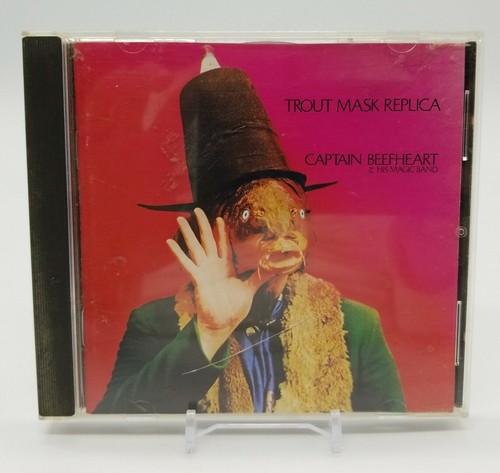 TROUT MASK REPLICA
CAPTAIN BEEFHEART
& HIS MAGIC BAND